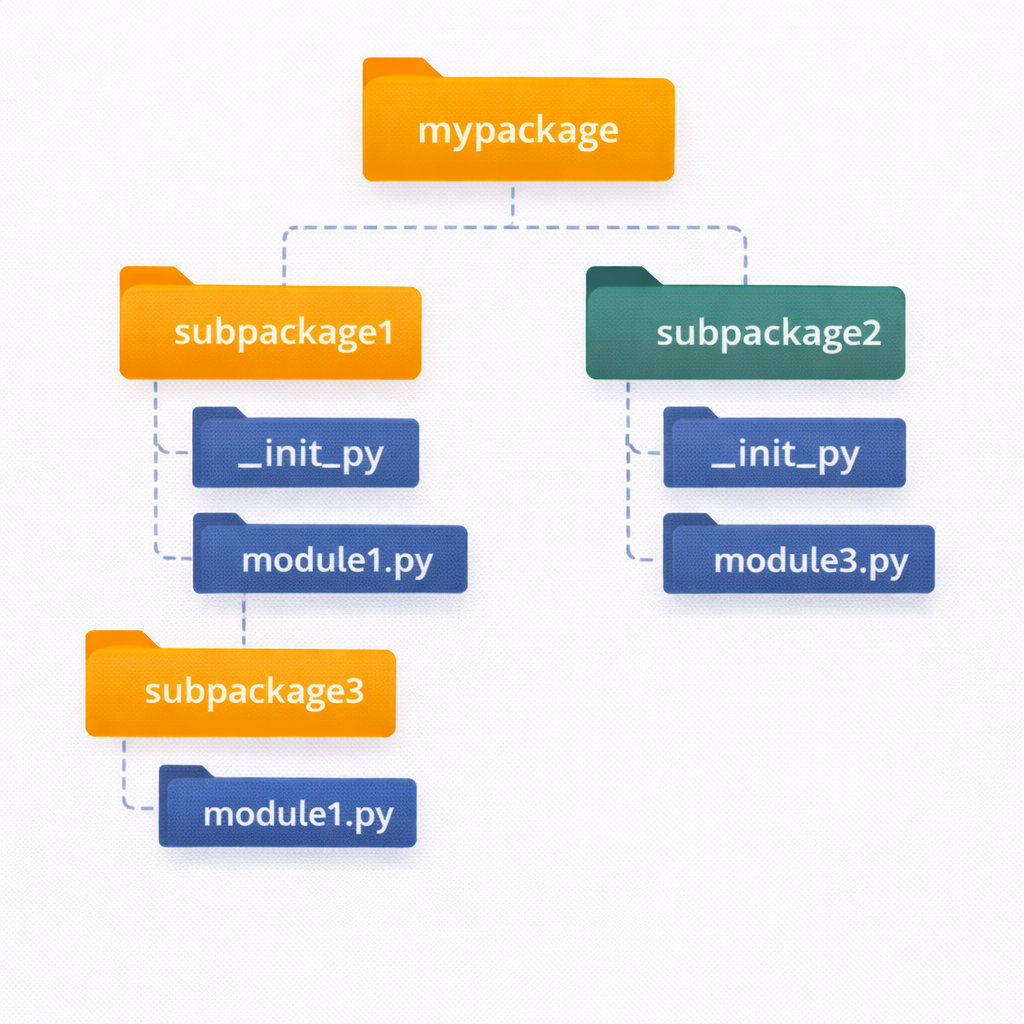 mypackage
subpackage1
subpackage2
_init_py
_init_py
module1.py
module3.py
subpackage3
module1.py